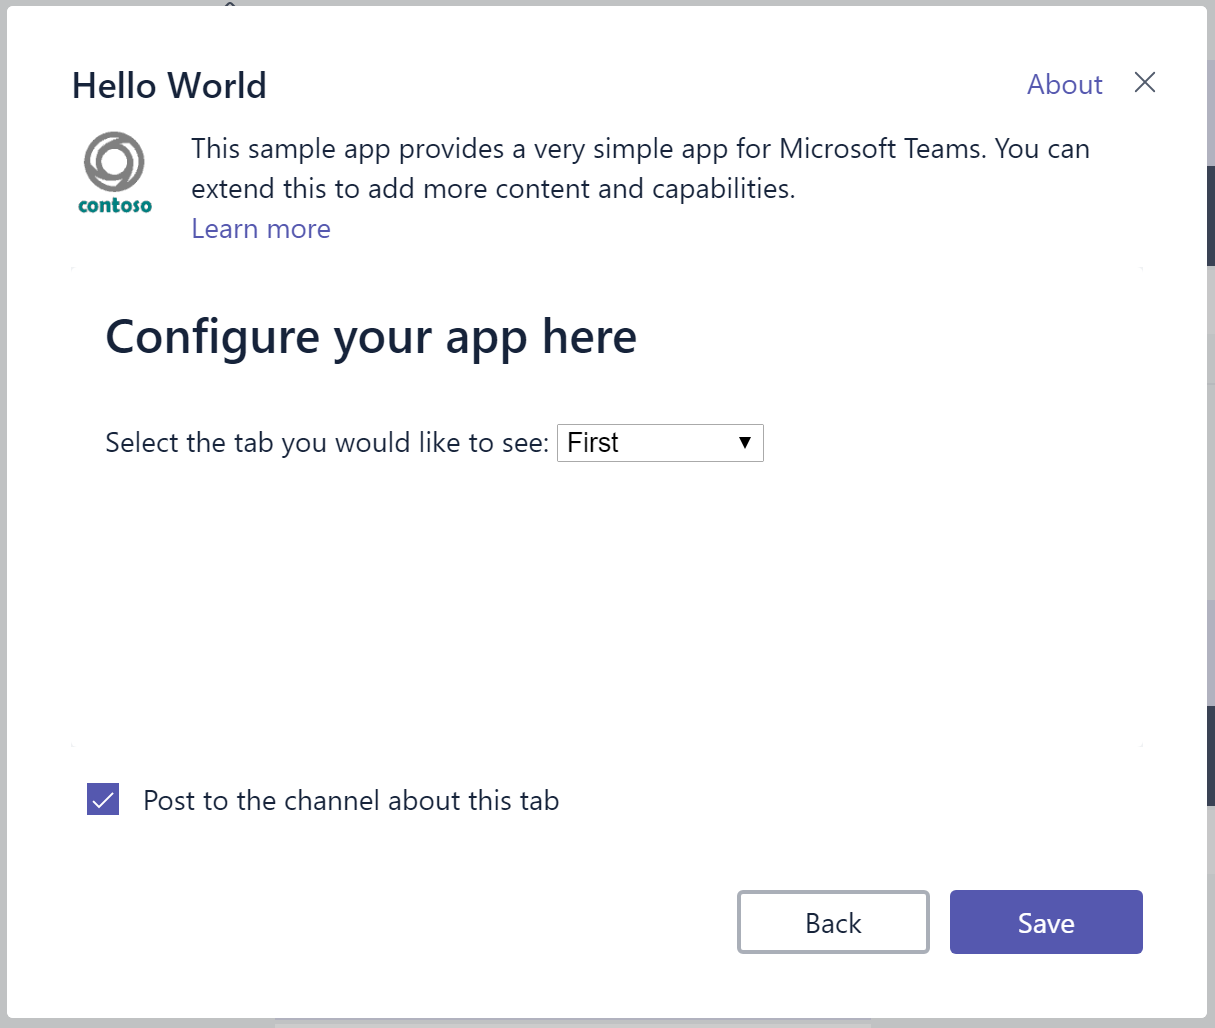 Hello World
About
contoso
This sample app provides a very simple app for Microsoft Teams. You can
extend this to add more content and capabilities.
Learn more
Configure your app here
Select the tab you would like to see: First
Post to the channel about this tab
Back
Save